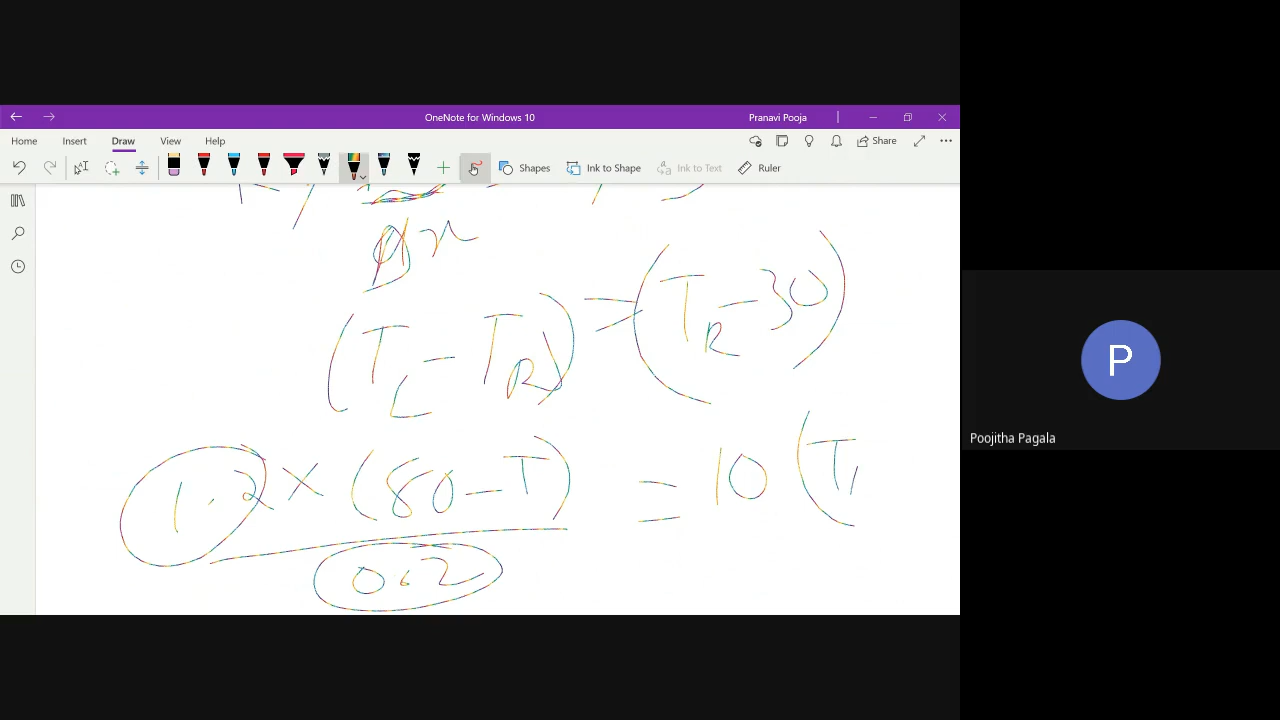 OneNote for Windows 10
Pranavi Pooja
Home Insert Draw View Help
Share
Shapes
Ink to Shape
Ink to Text
Ruler
(T_L - T_R) = (T_R - 30)
1.2 × (80 - T) = 10 (T
0.2
P
Poojitha Pagala